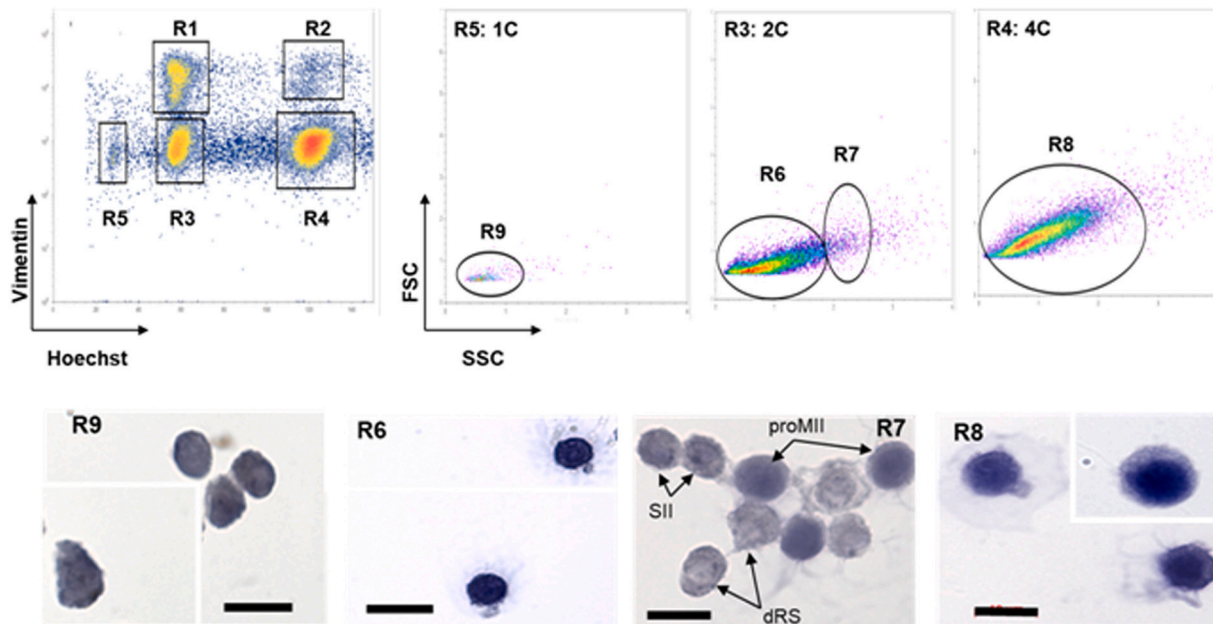 R1
R2
R5
R3
R4
Vimentin
Hoechst
R5: 1C
R9
FSC
SSC
R3: 2C
R6
R7
R4: 4C
R8
R9
R6
R7
proMII
SII
dRS
R8